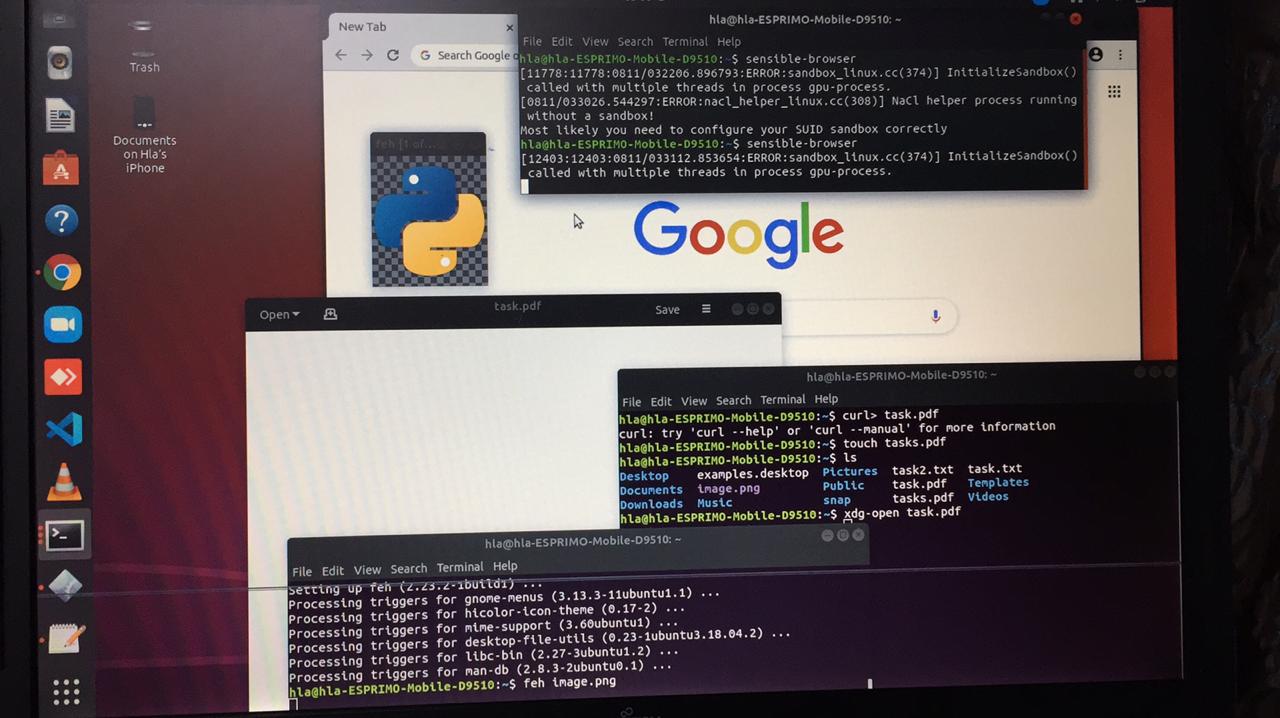 New Tab
hla@hla-ESPRIMO-Mobile-D9510: ~
File Edit View Search Terminal Help
Search Google o
hla@hla-ESPRIMO-Mobile-D9510:~$ sensible-browser
[11778:11778:0811/032206.896793:ERROR:sandbox_linux.cc(374)] InitializeSandbox()
called with multiple threads in process gpu-process.
[0811/033026.544297:ERROR:nacl_helper_linux.cc(308)] NaCl helper process running
without a sandbox!
Most likely you need to configure your SUID sandbox correctly
hla@hla-ESPRIMO-Mobile-D9510:~$ sensible-browser
[12403:12403:0811/033112.853654:ERROR:sandbox_linux.cc(374)] InitializeSandbox()
called with multiple threads in process gpu-process.
Trash
Documents
on Hla's
iPhone
feh [1 of...
Google
Open
task.pdf
Save
hla@hla-ESPRIMO-Mobile-D9510: ~
File Edit View Search Terminal Help
hla@hla-ESPRIMO-Mobile-D9510:~$ curl> task.pdf
curl: try 'curl --help' or 'curl --manual' for more information
hla@hla-ESPRIMO-Mobile-D9510:~$ touch tasks.pdf
hla@hla-ESPRIMO-Mobile-D9510:~$ ls
Desktop examples.desktop Pictures task2.txt task.txt
Documents image.png Public task.pdf Templates
Downloads Music snap tasks.pdf Videos
hla@hla-ESPRIMO-Mobile-D9510:~$ xdg-open task.pdf
hla@hla-ESPRIMO-Mobile-D9510: ~
File Edit View Search Terminal Help
Setting up feh (2.23.2-1build1) ...
Processing triggers for gnome-menus (3.13.3-11ubuntu1.1) ...
Processing triggers for hicolor-icon-theme (0.17-2) ...
Processing triggers for mime-support (3.60ubuntu1) ...
Processing triggers for desktop-file-utils (0.23-1ubuntu3.18.04.2) ...
Processing triggers for libc-bin (2.27-3ubuntu1.2) ...
Processing triggers for man-db (2.8.3-2ubuntu0.1) ...
hla@hla-ESPRIMO-Mobile-D9510:~$ feh image.png